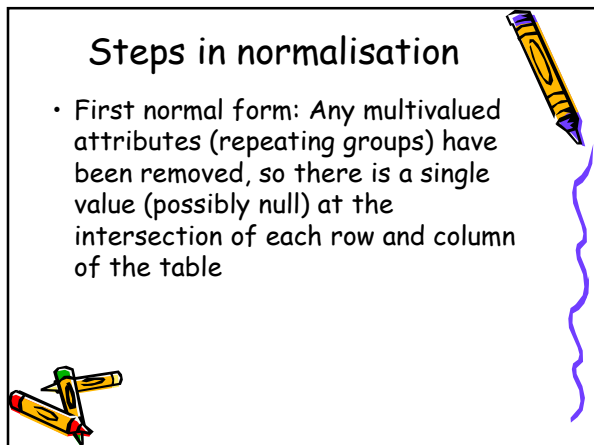 Steps in normalisation
• First normal form: Any multivalued
attributes (repeating groups) have
been removed, so there is a single
value (possibly null) at the
intersection of each row and column
of the table